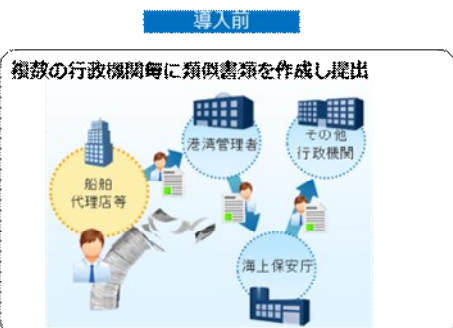 導入前
複数の行政機関毎に類似書類を作成し提出
港湾管理者
その他
行政機関
船舶
代理店等
海上保安庁